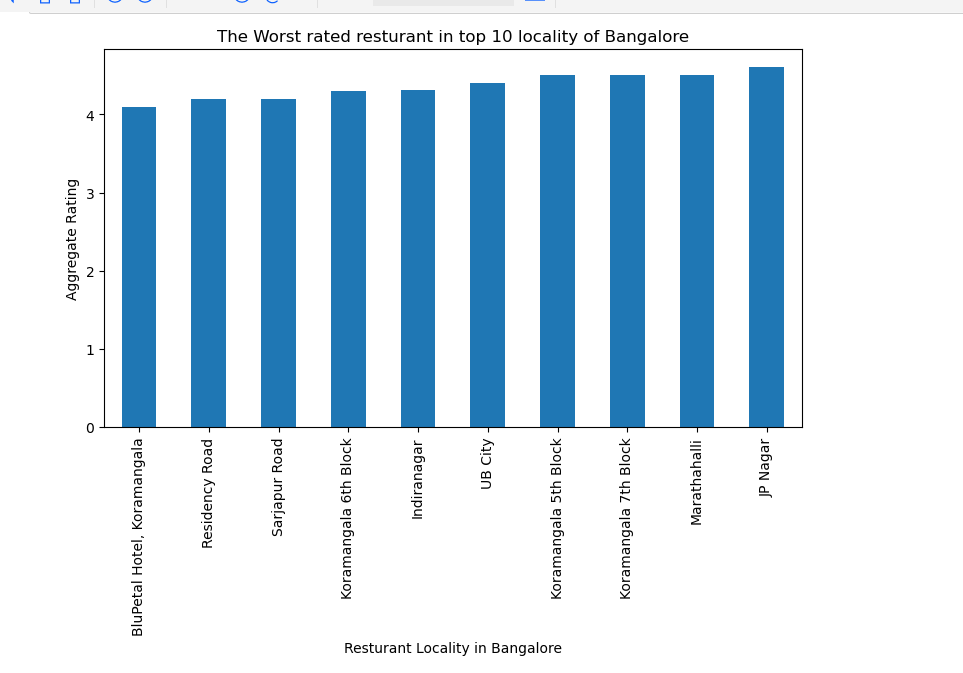 The Worst rated resturant in top 10 locality of Bangalore
Aggregate Rating
4
3
2
1
0
BluPetal Hotel, Koramangala
Residency Road
Sarjapur Road
Koramangala 6th Block
Indiranagar
UB City
Koramangala 5th Block
Koramangala 7th Block
Marathahalli
JP Nagar
Resturant Locality in Bangalore